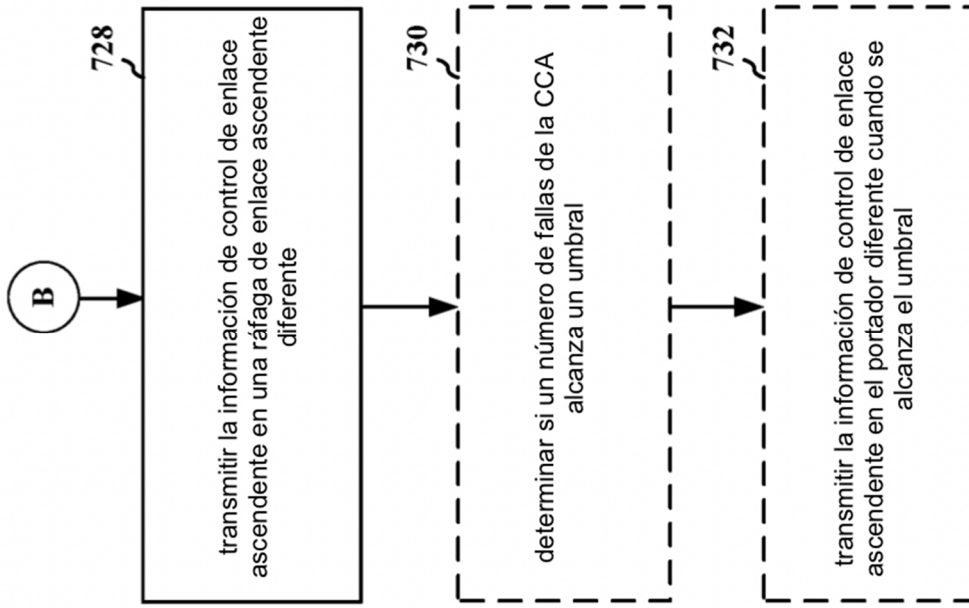 B
728
transmitir la información de control de enlace
ascendente en una ráfaga de enlace ascendente
diferente
730
determinar si un número de fallas de la CCA
alcanza un umbral
732
transmitir la información de control de enlace
ascendente en el portador diferente cuando se
alcanza el umbral